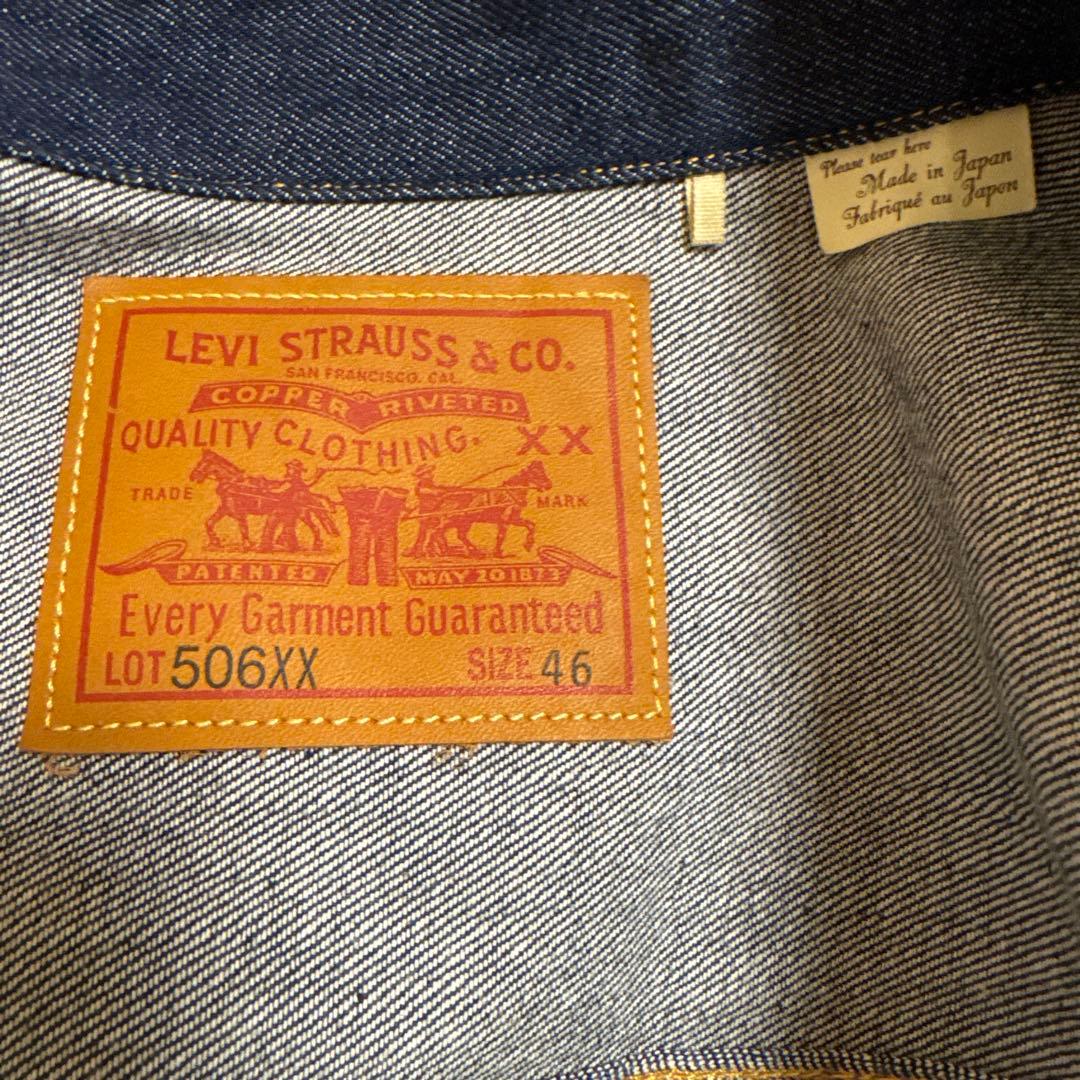 Please tear here
Made in Japan
Fabriqué au Japon
LEVI STRAUSS & CO.
SAN FRANCISCO. CAL.
COPPER RIVETED
QUALITY CLOTHING. XX
TRADE MARK
PATENTED MAY 20 1873
Every Garment Guaranteed
LOT 506XX SIZE 46